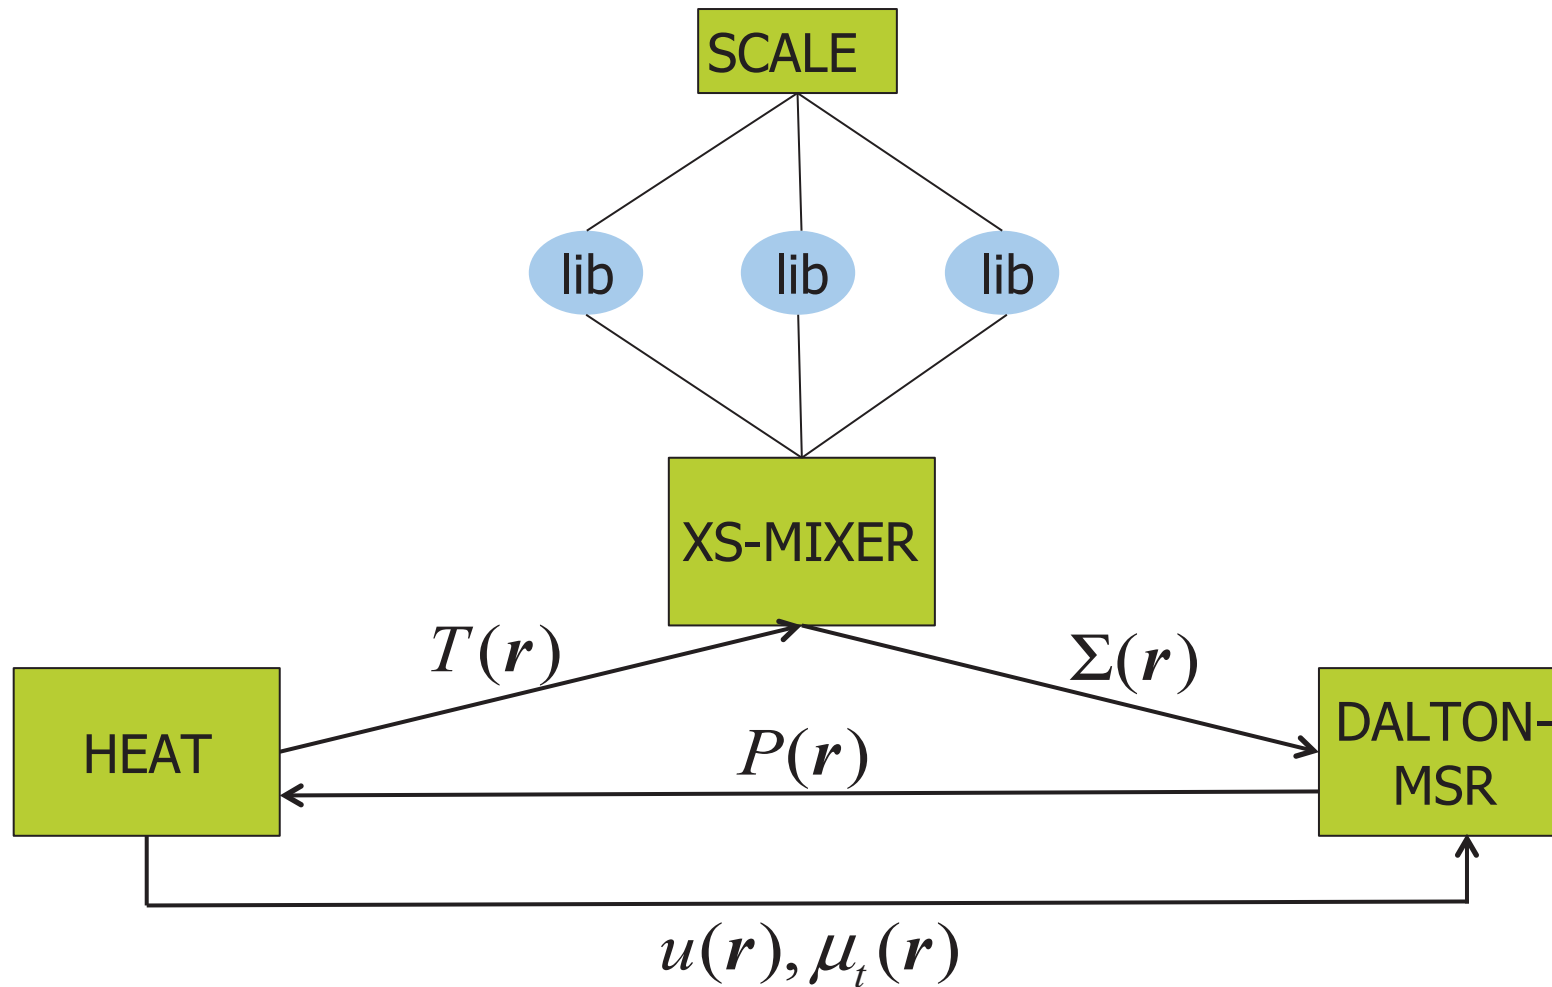 SCALE
lib lib lib
XS-MIXER
T(r)
Σ(r)
HEAT
P(r)
DALTON-
MSR
u(r), μₜ(r)